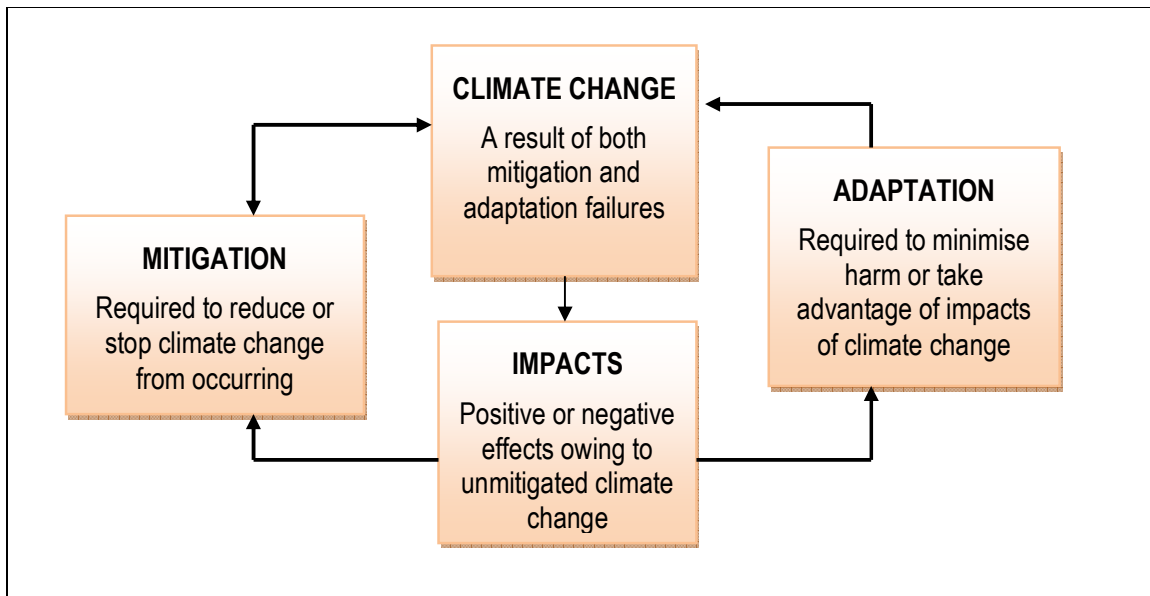 CLIMATE CHANGE
A result of both
mitigation and
adaptation failures
MITIGATION
Required to reduce or
stop climate change
from occurring
ADAPTATION
Required to minimise
harm or take
advantage of impacts
of climate change
IMPACTS
Positive or negative
effects owing to
unmitigated climate
change